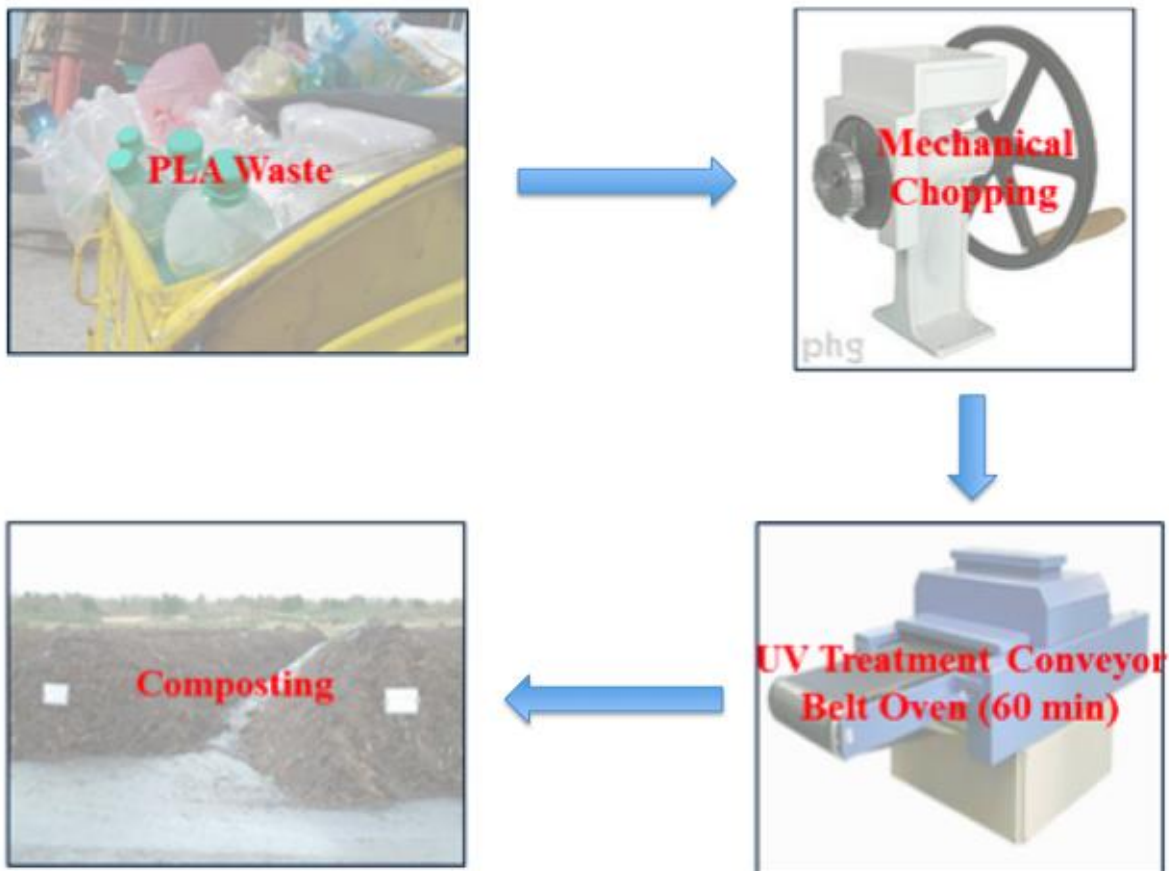 PLA Waste
Mechanical
Chopping
phg
UV Treatment Conveyor
Belt Oven (60 min)
Composting